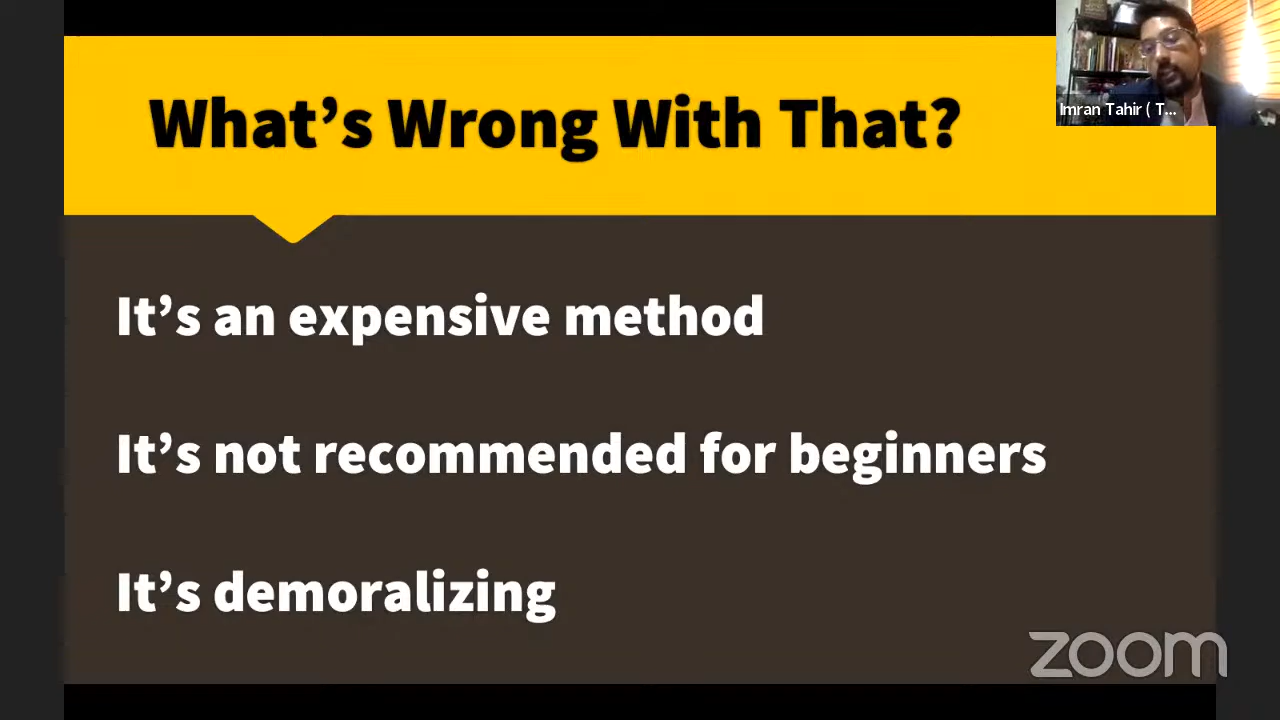 What’s Wrong With That?
Imran Tahir ( T...
It’s an expensive method
It’s not recommended for beginners
It’s demoralizing
zoom